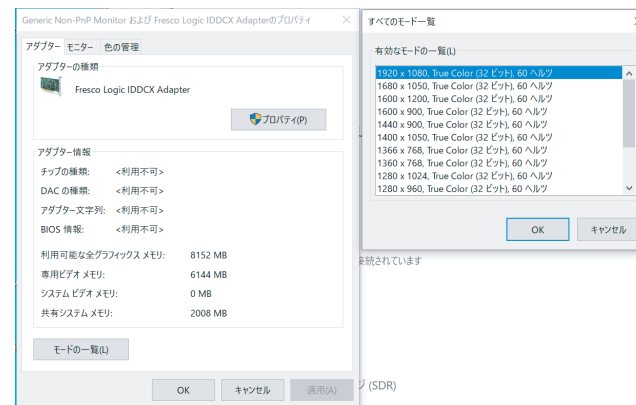 Generic Non-PnP Monitor および Fresco Logic IDDCX Adapterのプロパティ
アダプター モニター 色の管理
アダプターの種類
Fresco Logic IDDCX Adapter
プロパティ(P)
アダプター情報
チップの種類: <利用不可>
DAC の種類: <利用不可>
アダプター文字列: <利用不可>
BIOS 情報: <利用不可>
利用可能な全グラフィックス メモリ: 8152 MB
専用ビデオ メモリ: 6144 MB
システム ビデオ メモリ: 0 MB
共有システム メモリ: 2008 MB
モードの一覧(L)
OK キャンセル 適用(A)
すべてのモード一覧
有効なモードの一覧(L)
1920 x 1080, True Color (32 ビット), 60 ヘルツ
1680 x 1050, True Color (32 ビット), 60 ヘルツ
1600 x 1200, True Color (32 ビット), 60 ヘルツ
1600 x 900, True Color (32 ビット), 60 ヘルツ
1440 x 900, True Color (32 ビット), 60 ヘルツ
1400 x 1050, True Color (32 ビット), 60 ヘルツ
1366 x 768, True Color (32 ビット), 60 ヘルツ
1360 x 768, True Color (32 ビット), 60 ヘルツ
1280 x 1024, True Color (32 ビット), 60 ヘルツ
1280 x 960, True Color (32 ビット), 60 ヘルツ
OK キャンセル
接続されています
ジ (SDR)